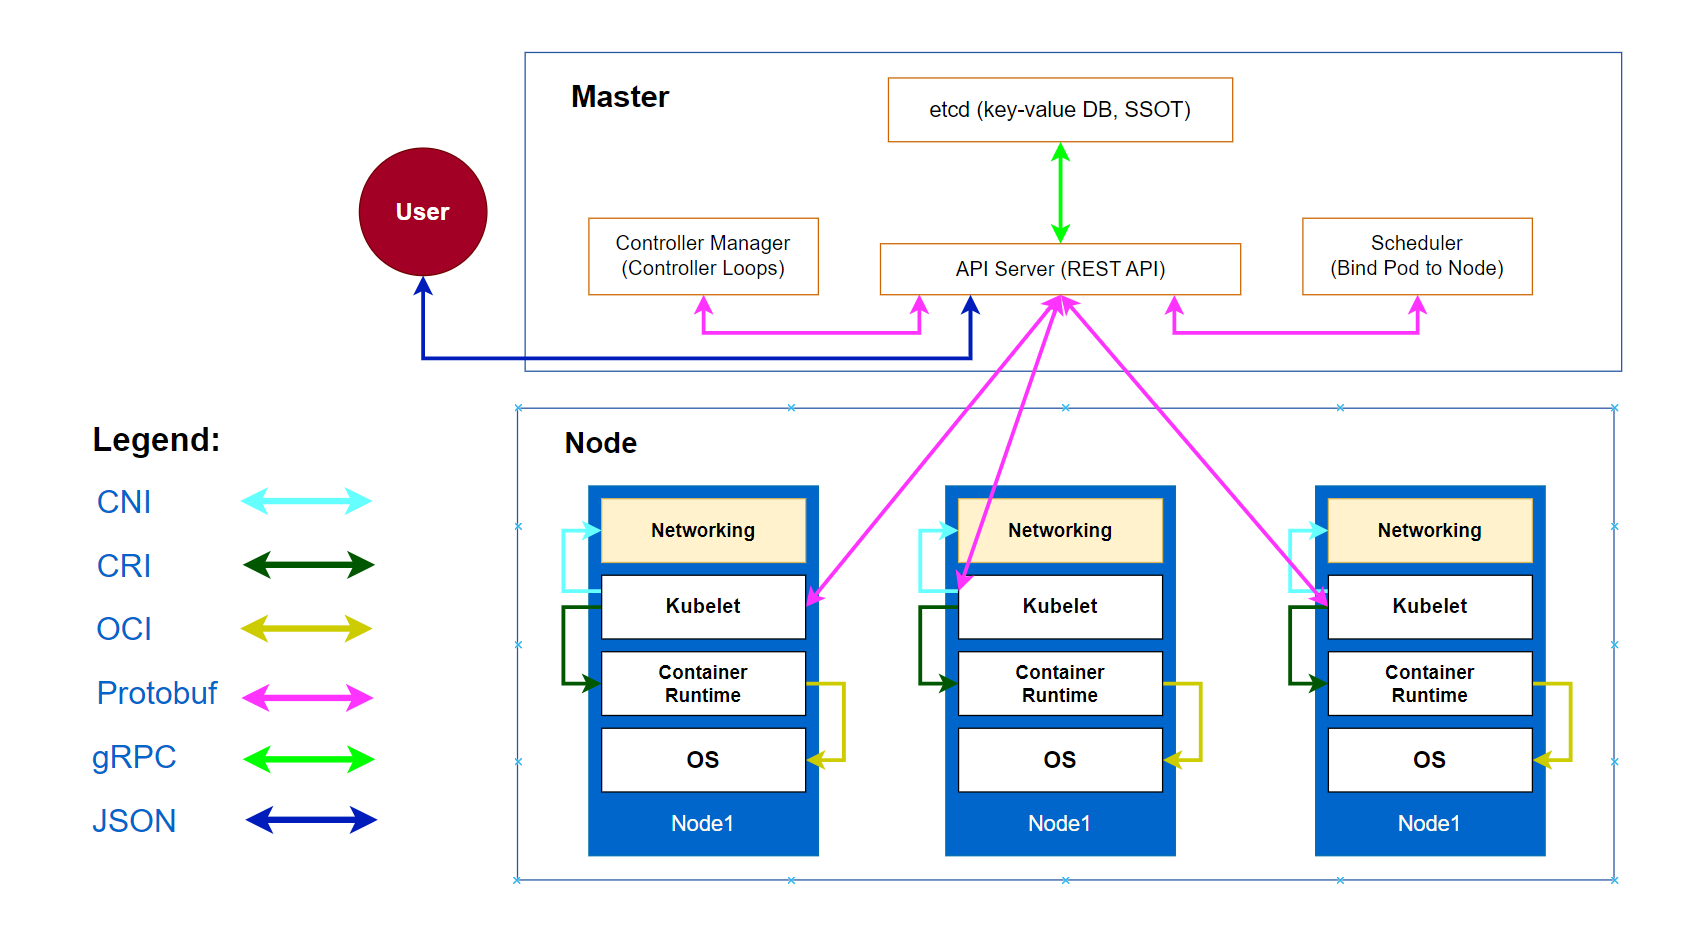 Master
etcd (key-value DB, SSOT)
User
Controller Manager
(Controller Loops)
API Server (REST API)
Scheduler
(Bind Pod to Node)
Legend:
CNI
CRI
OCI
Protobuf
gRPC
JSON
Node
Networking
Kubelet
Container
Runtime
OS
Node1
Networking
Kubelet
Container
Runtime
OS
Node1
Networking
Kubelet
Container
Runtime
OS
Node1